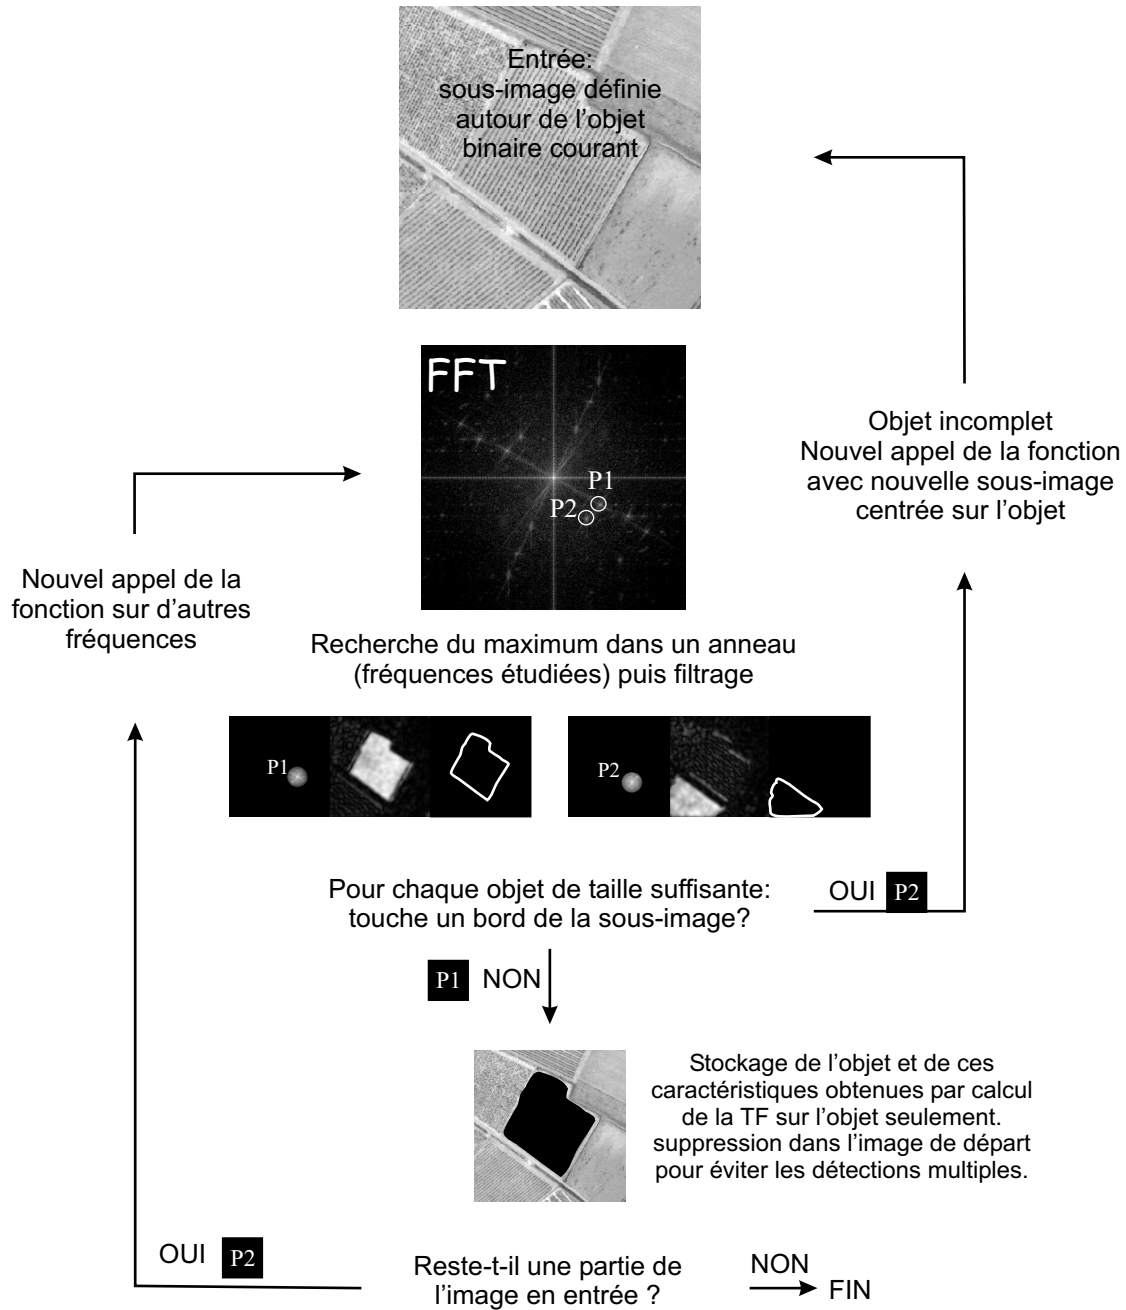 Entrée:
sous-image définie
autour de l'objet
binaire courant
FFT
P1
P2
Objet incomplet
Nouvel appel de la fonction
avec nouvelle sous-image
centrée sur l'objet
Nouvel appel de la
fonction sur d'autres
fréquences
Recherche du maximum dans un anneau
(fréquences étudiées) puis filtrage
P1
P2
Pour chaque objet de taille suffisante:
touche un bord de la sous-image?
OUI P2
P1 NON
Stockage de l'objet et de ces
caractéristiques obtenues par calcul
de la TF sur l'objet seulement.
suppression dans l'image de départ
pour éviter les détections multiples.
OUI P2
Reste-t-il une partie de
l'image en entrée ?
NON
FIN